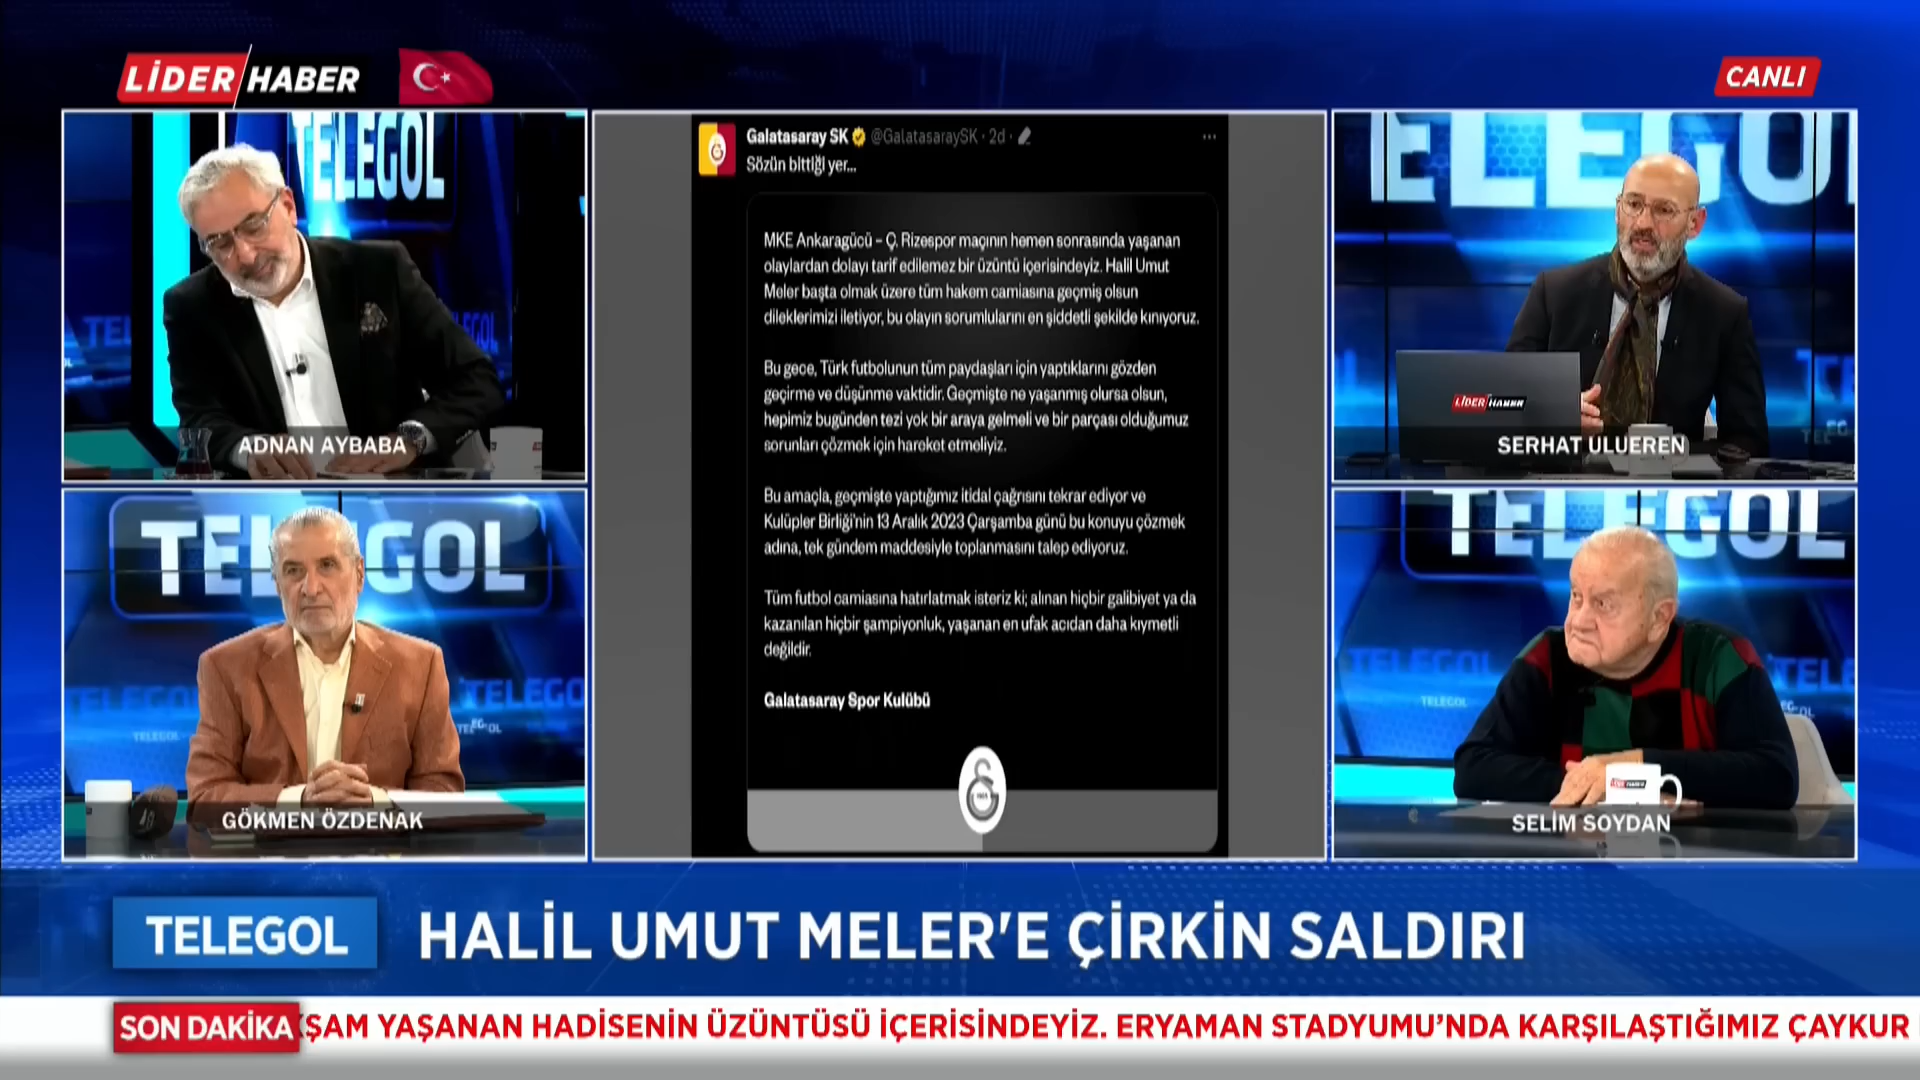 LİDER HABER
CANLI
TELEGOL
ADNAN AYBABA
Galatasaray SK @GalatasaraySK · 2d ·
Sözün bittiği yer...
MKE Ankaragücü – Ç. Rizespor maçının hemen sonrasında yaşanan
olaylardan dolayı tarif edilemez bir üzüntü içerisindeyiz. Halil Umut
Meler başta olmak üzere tüm hakem camiasına geçmiş olsun
dileklerimizi iletiyor, bu olayın sorumlularını en şiddetli şekilde kınıyoruz.
Bu gece, Türk futbolunun tüm paydaşları için yaptıklarını gözden
geçirme ve düşünme vaktidir. Geçmişte ne yaşanmış olursa olsun,
hepimiz bugünden tezi yok bir araya gelmeli ve bir parçası olduğumuz
sorunları çözmek için hareket etmeliyiz.
Bu amaçla, geçmişte yaptığımız itidal çağrısını tekrar ediyor ve
Kulüpler Birliği'nin 13 Aralık 2023 Çarşamba günü bu konuyu çözmek
adına, tek gündem maddesiyle toplanmasını talep ediyoruz.
Tüm futbol camiasına hatırlatmak isteriz ki; alınan hiçbir galibiyet ya da
kazanılan hiçbir şampiyonluk, yaşanan en ufak acıdan daha kıymetli
değildir.
Galatasaray Spor Kulübü
LİDER HABER
SERHAT ULUEREN
TELEGOL
GÖKMEN ÖZDENAK
TELEGOL
SELİM SOYDAN
TELEGOL
HALİL UMUT MELER'E ÇİRKİN SALDIRI
SON DAKİKA
KŞAM YAŞANAN HADİSENİN ÜZÜNTÜSÜ İÇERİSİNDEYİZ. ERYAMAN STADYUMU'NDA KARŞILAŞTIĞIMIZ ÇAYKUR